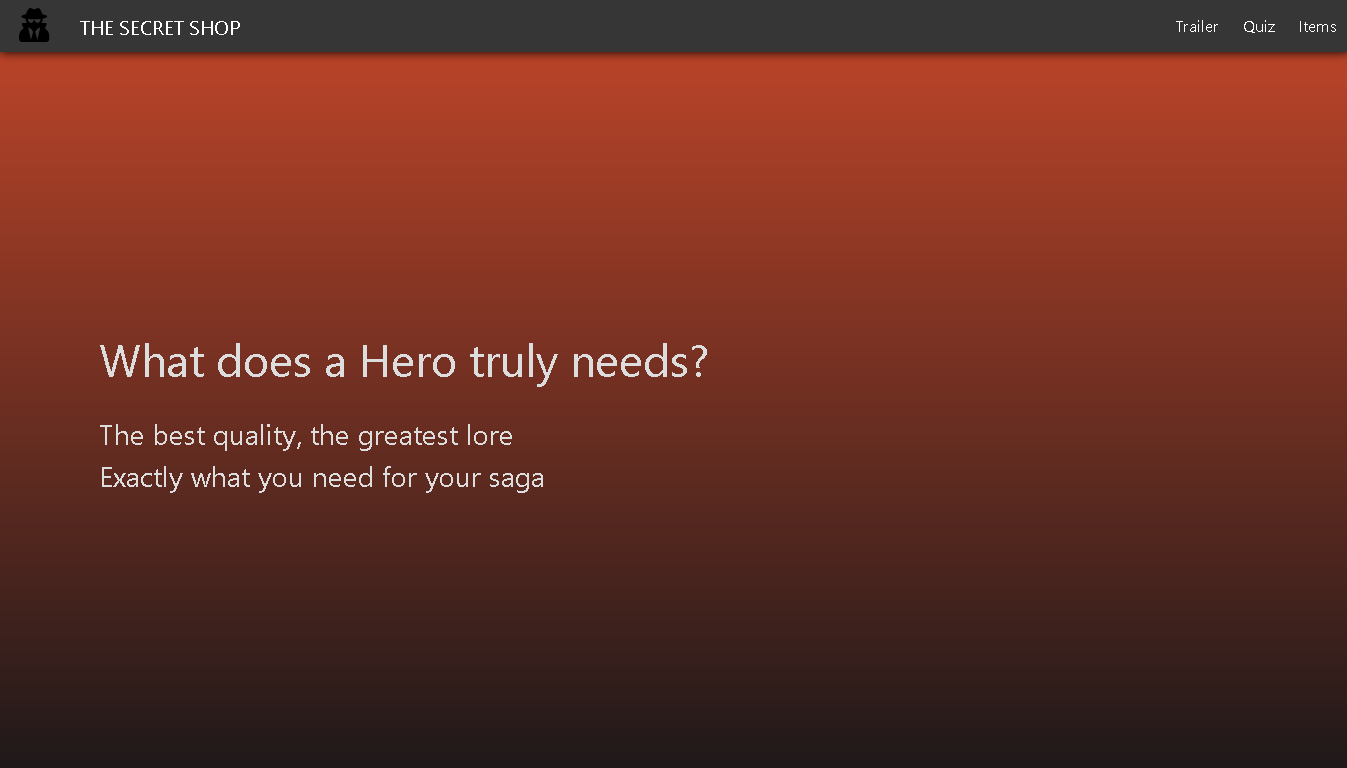 THE SECRET SHOP
Trailer
Quiz
Items
What does a Hero truly needs?
The best quality, the greatest lore
Exactly what you need for your saga